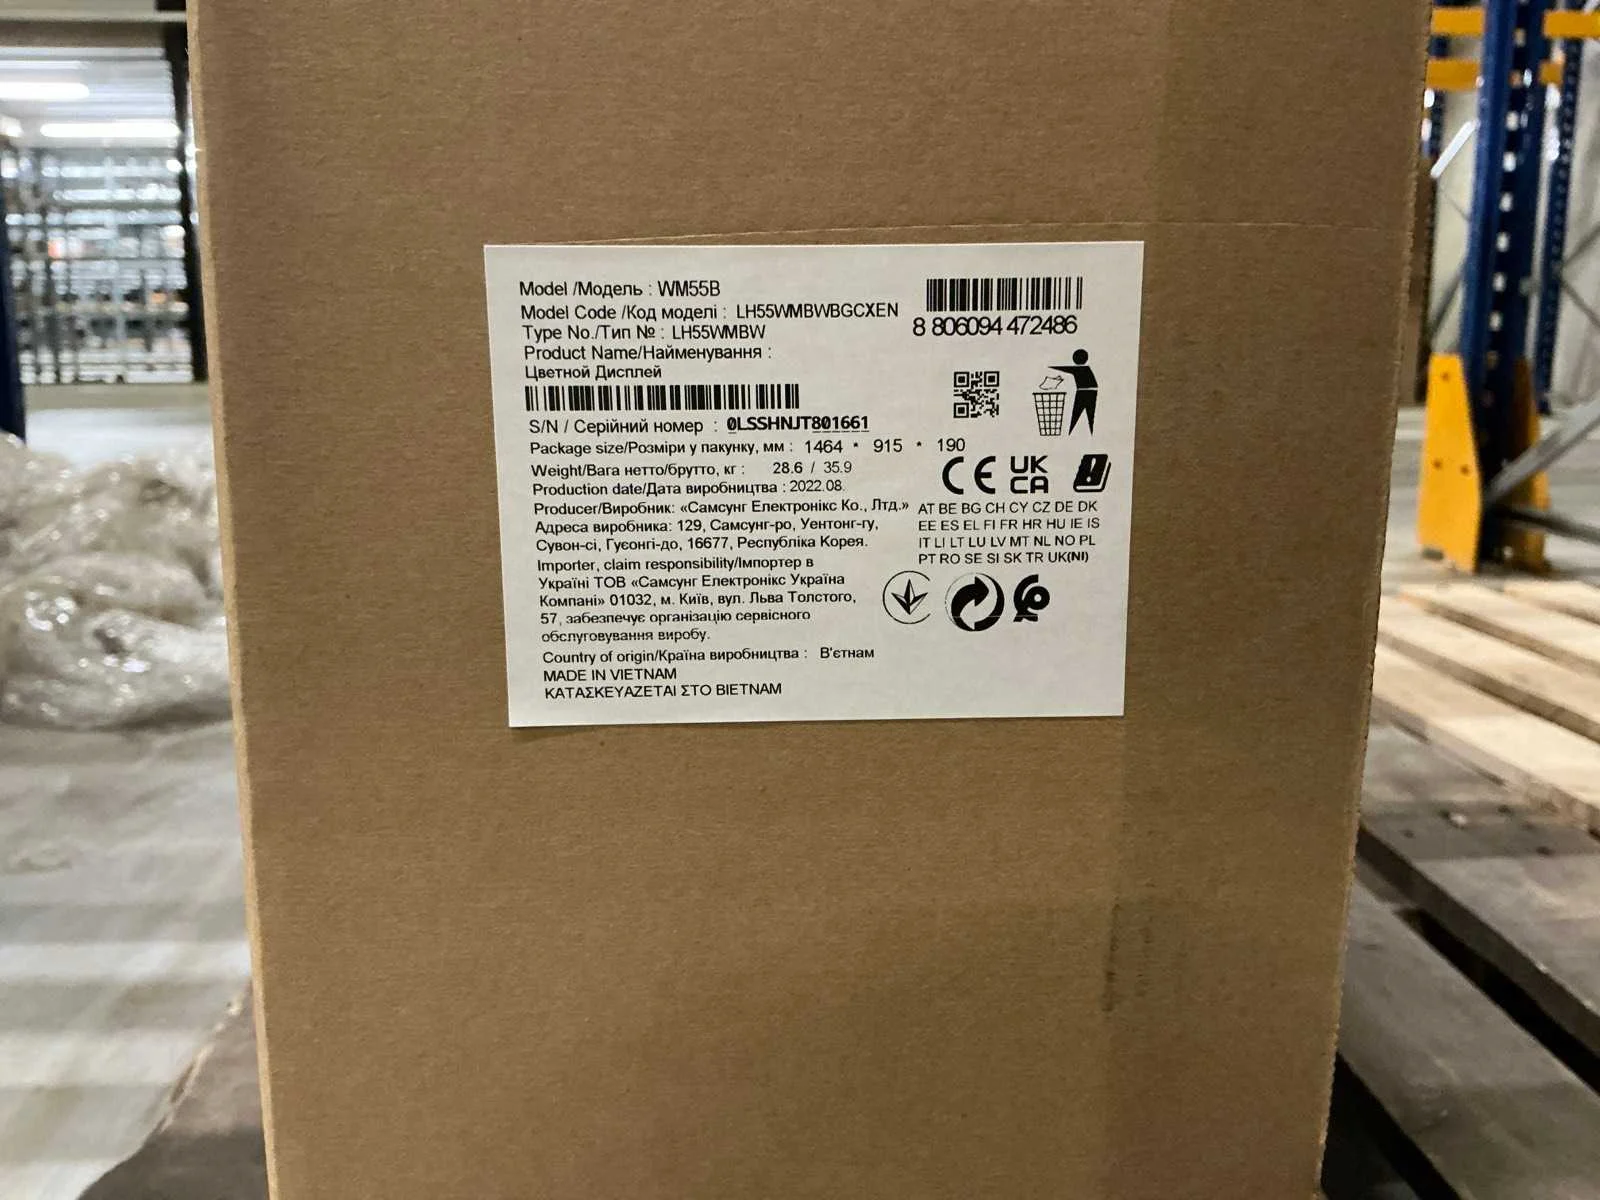 Model /Модель : WM55B
Model Code /Код моделі : LH55WMBWBGCXEN
Type No./Тип № : LH55WMBW
8 806094 472486
Product Name/Найменування :
Цветной Дисплей
S/N / Серійний номер : 0LSSHNJT801661
Package size/Розміри у пакунку, мм : 1464 * 915 * 190
Weight/Вага нетто/брутто, кг : 28.6 / 35.9
Production date/Дата виробництва : 2022.08
Producer/Виробник: «Самсунг Електронікс Ко., Лтд.»
Адреса виробника: 129, Самсунг-ро, Уентонг-гу,
Сувон-сі, Гуєонгі-до, 16677, Республіка Корея.
Importer, claim responsibility/Імпортер в
Україні ТОВ «Самсунг Електронікс Україна
Компані» 01032, м. Київ, вул. Льва Толстого,
57, забезпечує організацію сервісного
обслуговування виробу.
Country of origin/Країна виробництва : В'єтнам
MADE IN VIETNAM
ΚΑΤΑΣΚΕΥΑΖΕΤΑΙ ΣΤΟ ΒΙΕΤΝΑΜ
CE UK CA
AT BE BG CH CY CZ DE DK
EE ES EL FI FR HR HU IE IS
IT LI LT LU LV MT NL NO PL
PT RO SE SI SK TR UK(NI)